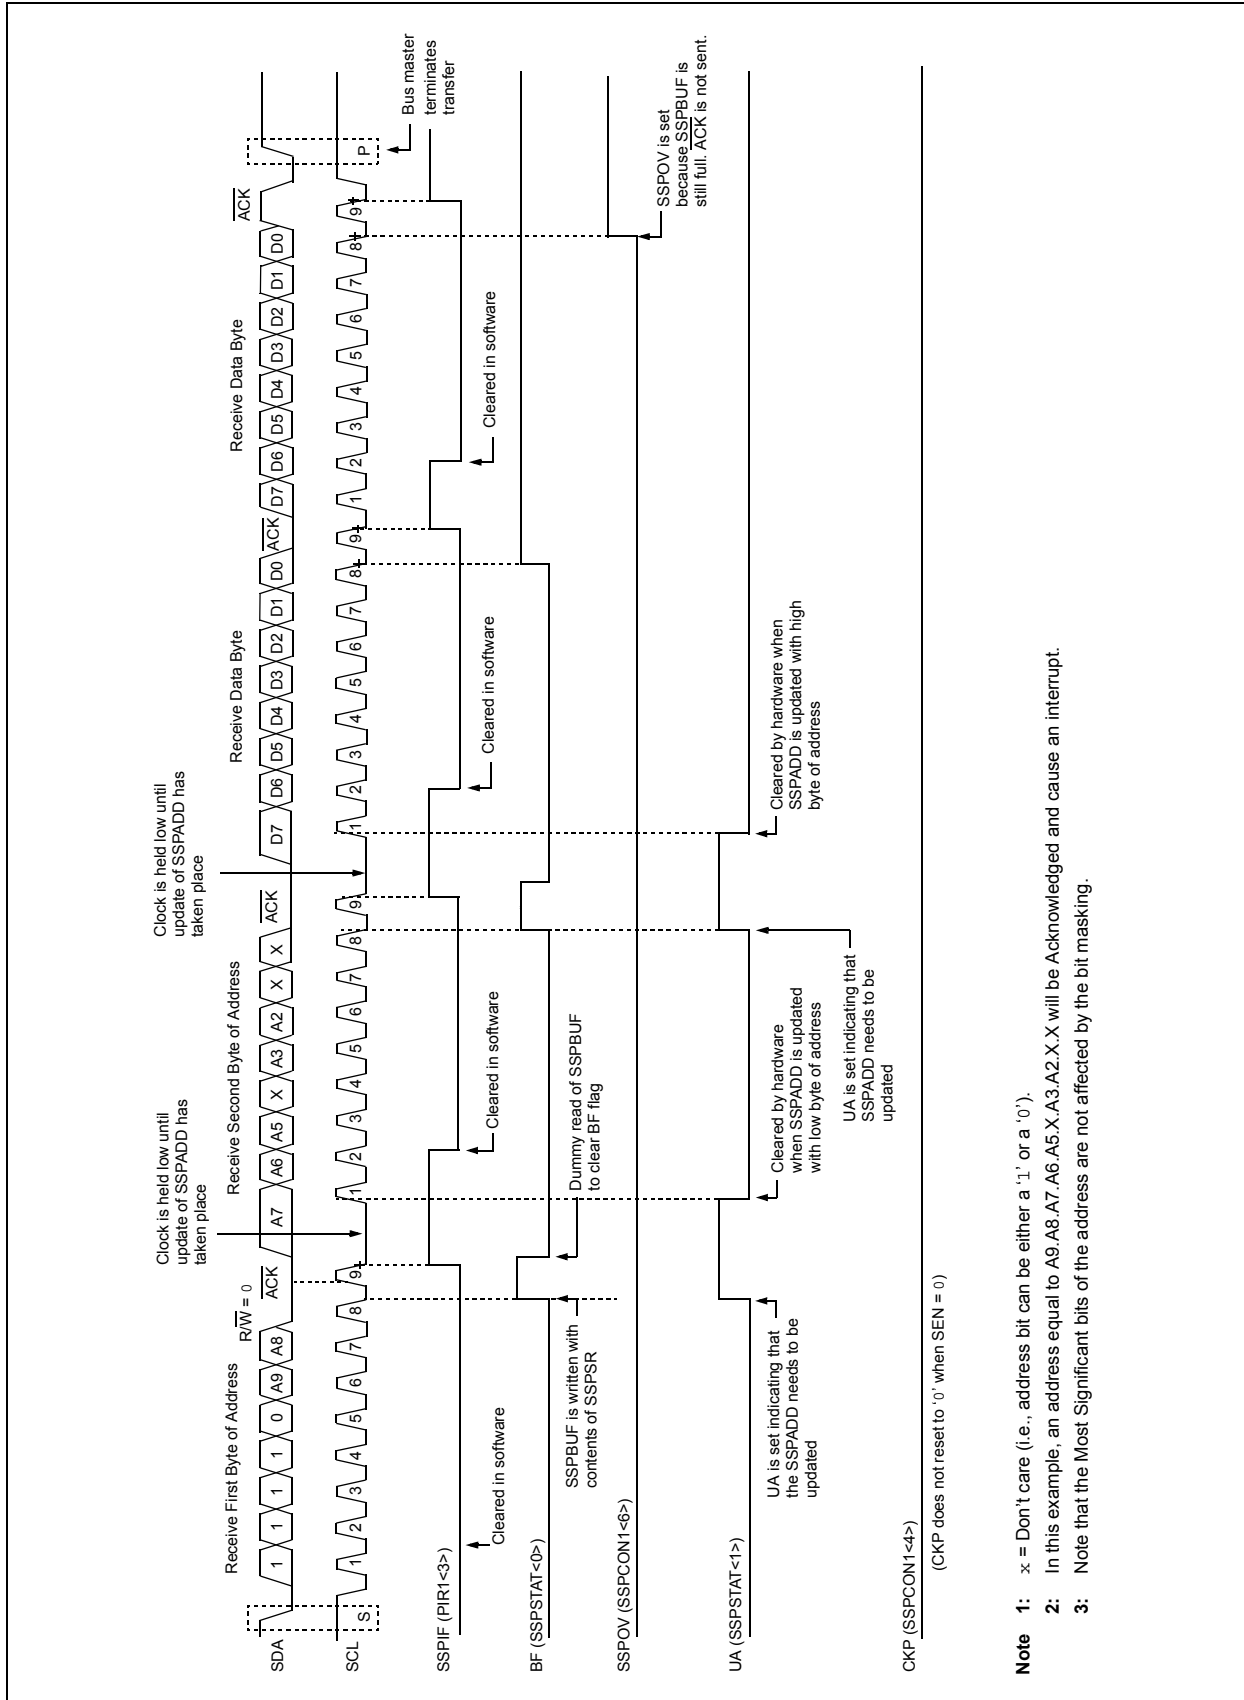 Receive First Byte of Address
R/W = 0
ACK
Clock is held low until
update of SSPADD has
taken place
Receive Second Byte of Address
ACK
Clock is held low until
update of SSPADD has
taken place
Receive Data Byte
ACK
Receive Data Byte
ACK
SDA
1 1 1 1 0 A9 A8 A7 A6 A5 X A3 A2 X X D7 D6 D5 D4 D3 D2 D1 D0 D7 D6 D5 D4 D3 D2 D1 D0
SCL
S 1 2 3 4 5 6 7 8 9 1 2 3 4 5 6 7 8 9 1 2 3 4 5 6 7 8 9 1 2 3 4 5 6 7 8 9 P
Bus master
terminates
transfer
SSPIF (PIR1<3>)
Cleared in software
Cleared in software
Cleared in software
Cleared in software
BF (SSPSTAT<0>)
SSPBUF is written with
contents of SSPSR
Dummy read of SSPBUF
to clear BF flag
SSPOV (SSPCON1<6>)
SSPOV is set
because SSPBUF is
still full. ACK is not sent.
UA (SSPSTAT<1>)
UA is set indicating that
the SSPADD needs to be
updated
Cleared by hardware
when SSPADD is updated
with low byte of address
UA is set indicating that
SSPADD needs to be
updated
Cleared by hardware when
SSPADD is updated with high
byte of address
CKP (SSPCON1<4>)
(CKP does not reset to ‘0’ when SEN = 0)
Note 1: x = Don’t care (i.e., address bit can be either a ‘1’ or a ‘0’).
2: In this example, an address equal to A9.A8.A7.A6.A5.X.A3.A2.X.X will be Acknowledged and cause an interrupt.
3: Note that the Most Significant bits of the address are not affected by the bit masking.